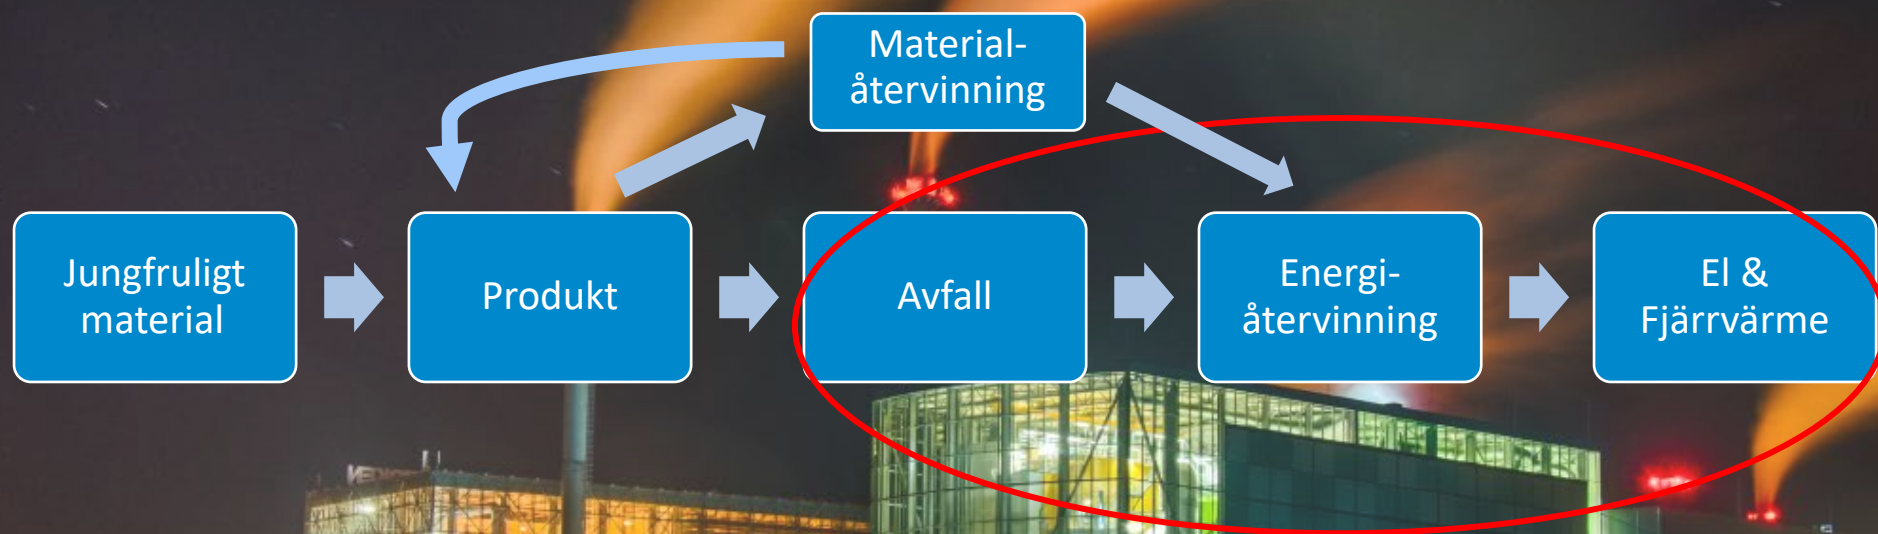 Material-
återvinning
Jungfruligt
material
Produkt
Avfall
Energi-
återvinning
El &
Fjärrvärme